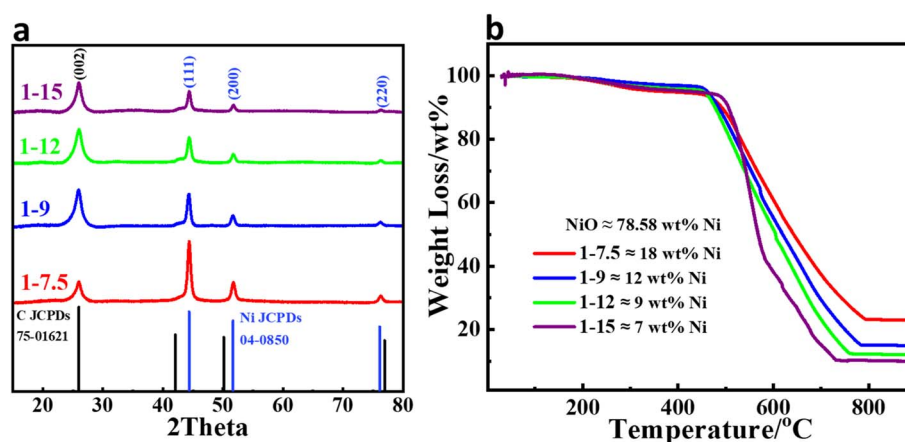 a
(002)
(111)
(200)
(220)
1-15
1-12
1-9
1-7.5
C JCPDs
75-01621
Ni JCPDs
04-0850
20 30 40 50 60 70 80
2Theta
b
Weight Loss/wt%
100
80
60
40
20
NiO ≈ 78.58 wt% Ni
1-7.5 ≈ 18 wt% Ni
1-9 ≈ 12 wt% Ni
1-12 ≈ 9 wt% Ni
1-15 ≈ 7 wt% Ni
200 400 600 800
Temperature/°C